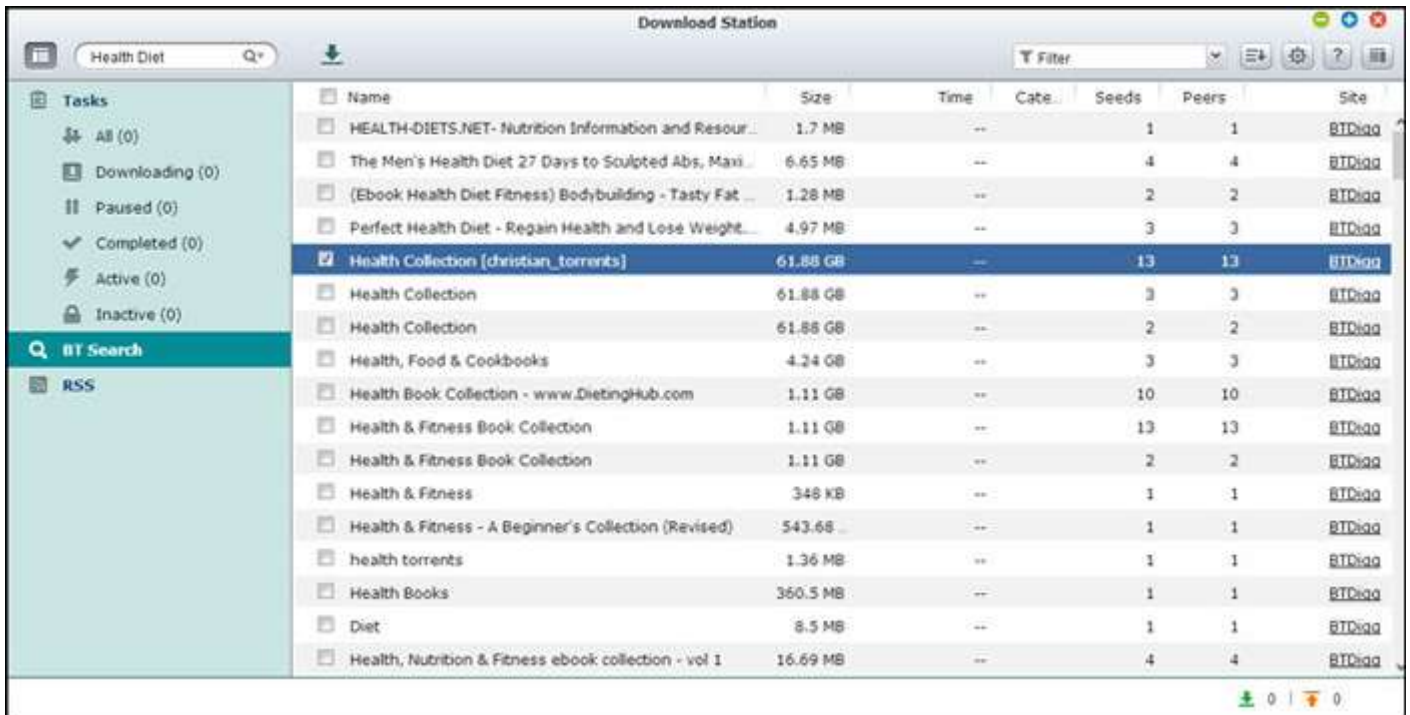 Download Station
Health Diet
Filter
Tasks
All (0)
Downloading (0)
Paused (0)
Completed (0)
Active (0)
Inactive (0)
BT Search
RSS
Name Size Time Cate... Seeds Peers Site
HEALTH-DIETS.NET- Nutrition Information and Resour... 1.7 MB -- 1 1 BTDigg
The Men's Health Diet 27 Days to Sculpted Abs, Maxi... 6.65 MB -- 4 4 BTDigg
(Ebook Health Diet Fitness) Bodybuilding - Tasty Fat ... 1.28 MB -- 2 2 BTDigg
Perfect Health Diet - Regain Health and Lose Weight... 4.97 MB -- 3 3 BTDigg
Health Collection [christian_torrents] 61.88 GB -- 13 13 BTDigg
Health Collection 61.88 GB -- 3 3 BTDigg
Health Collection 61.88 GB -- 2 2 BTDigg
Health, Food & Cookbooks 4.24 GB -- 3 3 BTDigg
Health Book Collection - www.DietingHub.com 1.11 GB -- 10 10 BTDigg
Health & Fitness Book Collection 1.11 GB -- 13 13 BTDigg
Health & Fitness Book Collection 1.11 GB -- 2 2 BTDigg
Health & Fitness 348 KB -- 1 1 BTDigg
Health & Fitness - A Beginner's Collection (Revised) 543.68 ... -- 1 1 BTDigg
health torrents 1.36 MB -- 1 1 BTDigg
Health Books 360.5 MB -- 1 1 BTDigg
Diet 8.5 MB -- 1 1 BTDigg
Health, Nutrition & Fitness ebook collection - vol 1 16.69 MB -- 4 4 BTDigg
0 | 0